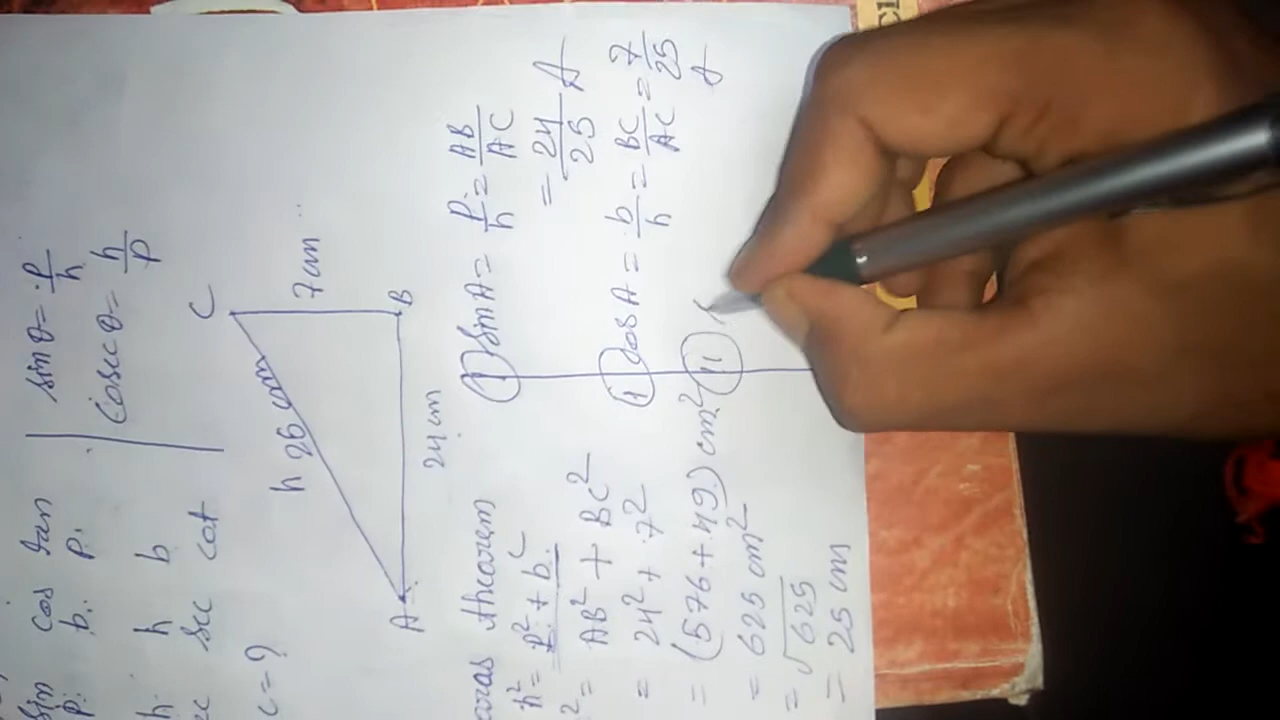 sin cos tan
p. b. p.
h. h b
sec cot
sin θ = p/h
cosec θ = h/p
c = ?
C
h 26 cm
7 cm
A
B
24 cm
theorem
h² = p² + b²
² = AB² + BC²
= 24² + 7²
= (576 + 49) cm²
= 625 cm²
= √625
= 25 cm
(i) sin A = p/h = AB/AC
= 24/25 A
(i) cos A = b/h = BC/AC = 7/25
A
(ii)